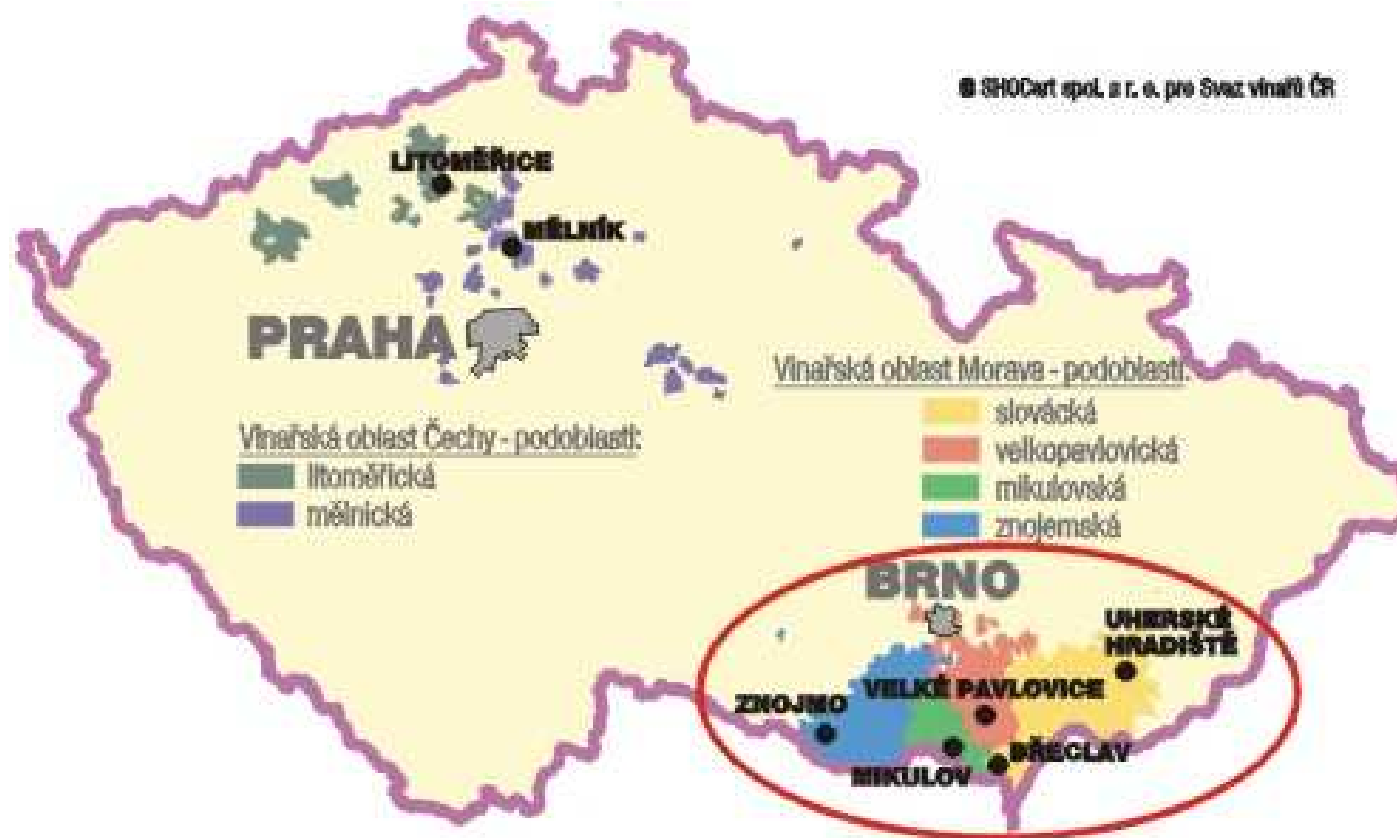 © SHOCart spol. s r. o. pro Svaz vinařů ČR
LITOMĚŘICE
MĚLNÍK
PRAHA
Vinařská oblast Čechy - podoblasti:
litoměřická
mělnická
Vinařská oblast Morava - podoblasti:
slovácká
velkopavlovická
mikulovská
znojemská
BRNO
UHERSKÉ
HRADIŠTĚ
VELKÉ PAVLOVICE
ZNOJMO
BŘECLAV
MIKULOV